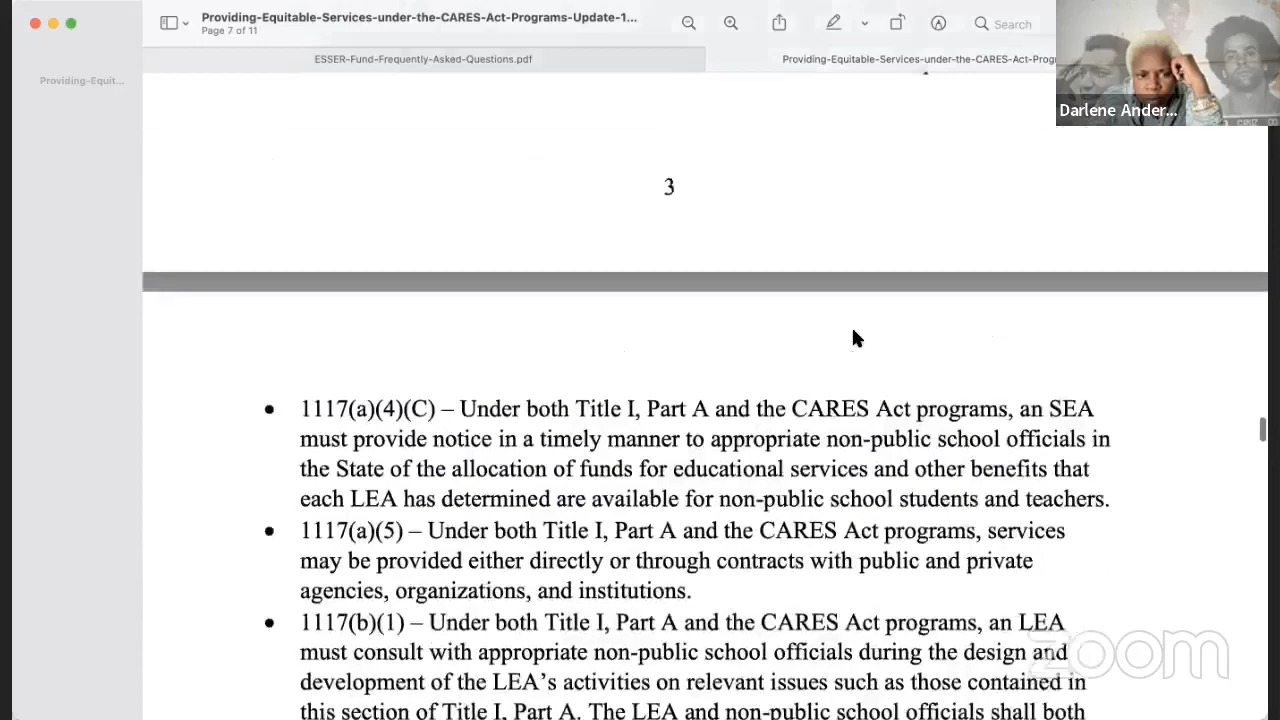 Providing-Equitable-Services-under-the-CARES-Act-Programs-Update-1...
Page 7 of 11
Search
ESSER-Fund-Frequently-Asked-Questions.pdf
Providing-Equitable-Services-under-the-CARES-Act-Progr
Providing-Equit...
Darlene Ander...
3
• 1117(a)(4)(C) – Under both Title I, Part A and the CARES Act programs, an SEA
must provide notice in a timely manner to appropriate non-public school officials in
the State of the allocation of funds for educational services and other benefits that
each LEA has determined are available for non-public school students and teachers.
• 1117(a)(5) – Under both Title I, Part A and the CARES Act programs, services
may be provided either directly or through contracts with public and private
agencies, organizations, and institutions.
• 1117(b)(1) – Under both Title I, Part A and the CARES Act programs, an LEA
must consult with appropriate non-public school officials during the design and
development of the LEA's activities on relevant issues such as those contained in
this section of Title I, Part A. The LEA and non-public school officials shall both
zoom